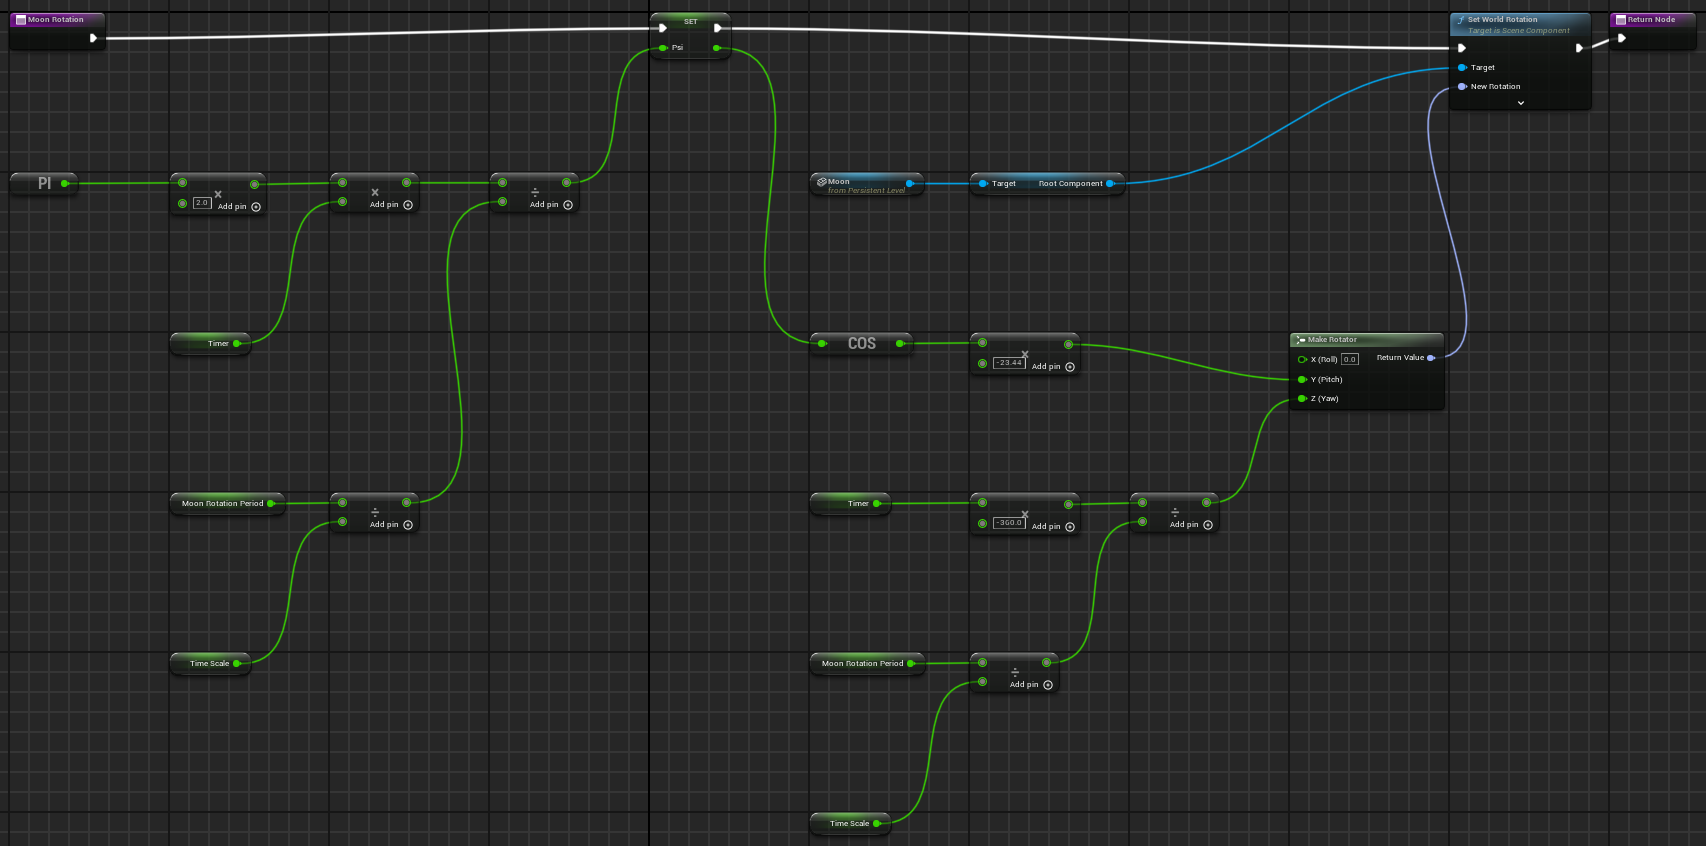 Moon Rotation
SET
Psi
Set World Rotation
Target is Scene Component
Target
New Rotation
Return Node
PI
×
2.0
Add pin
×
Add pin
÷
Add pin
Moon
from Persistent Level
Target Root Component
Timer
COS
×
-23.44
Add pin
Make Rotator
X (Roll) 0.0
Return Value
Y (Pitch)
Z (Yaw)
Moon Rotation Period
÷
Add pin
Timer
×
-360.0
Add pin
÷
Add pin
Time Scale
Moon Rotation Period
÷
Add pin
Time Scale